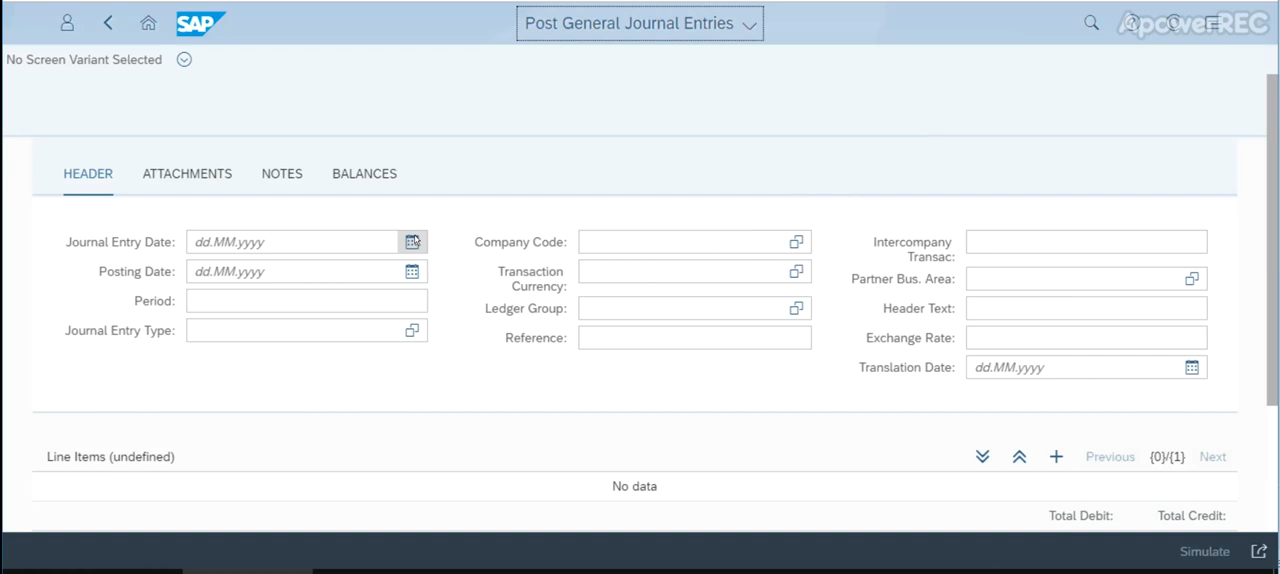 SAP
Post General Journal Entries
ApowerREC
No Screen Variant Selected
HEADER
ATTACHMENTS
NOTES
BALANCES
Journal Entry Date:
dd.MM.yyyy
Posting Date:
dd.MM.yyyy
Period:
Journal Entry Type:
Company Code:
Transaction
Currency:
Ledger Group:
Reference:
Intercompany
Transac:
Partner Bus. Area:
Header Text:
Exchange Rate:
Translation Date:
dd.MM.yyyy
Line Items (undefined)
Previous
{0}/{1}
Next
No data
Total Debit:
Total Credit:
Simulate